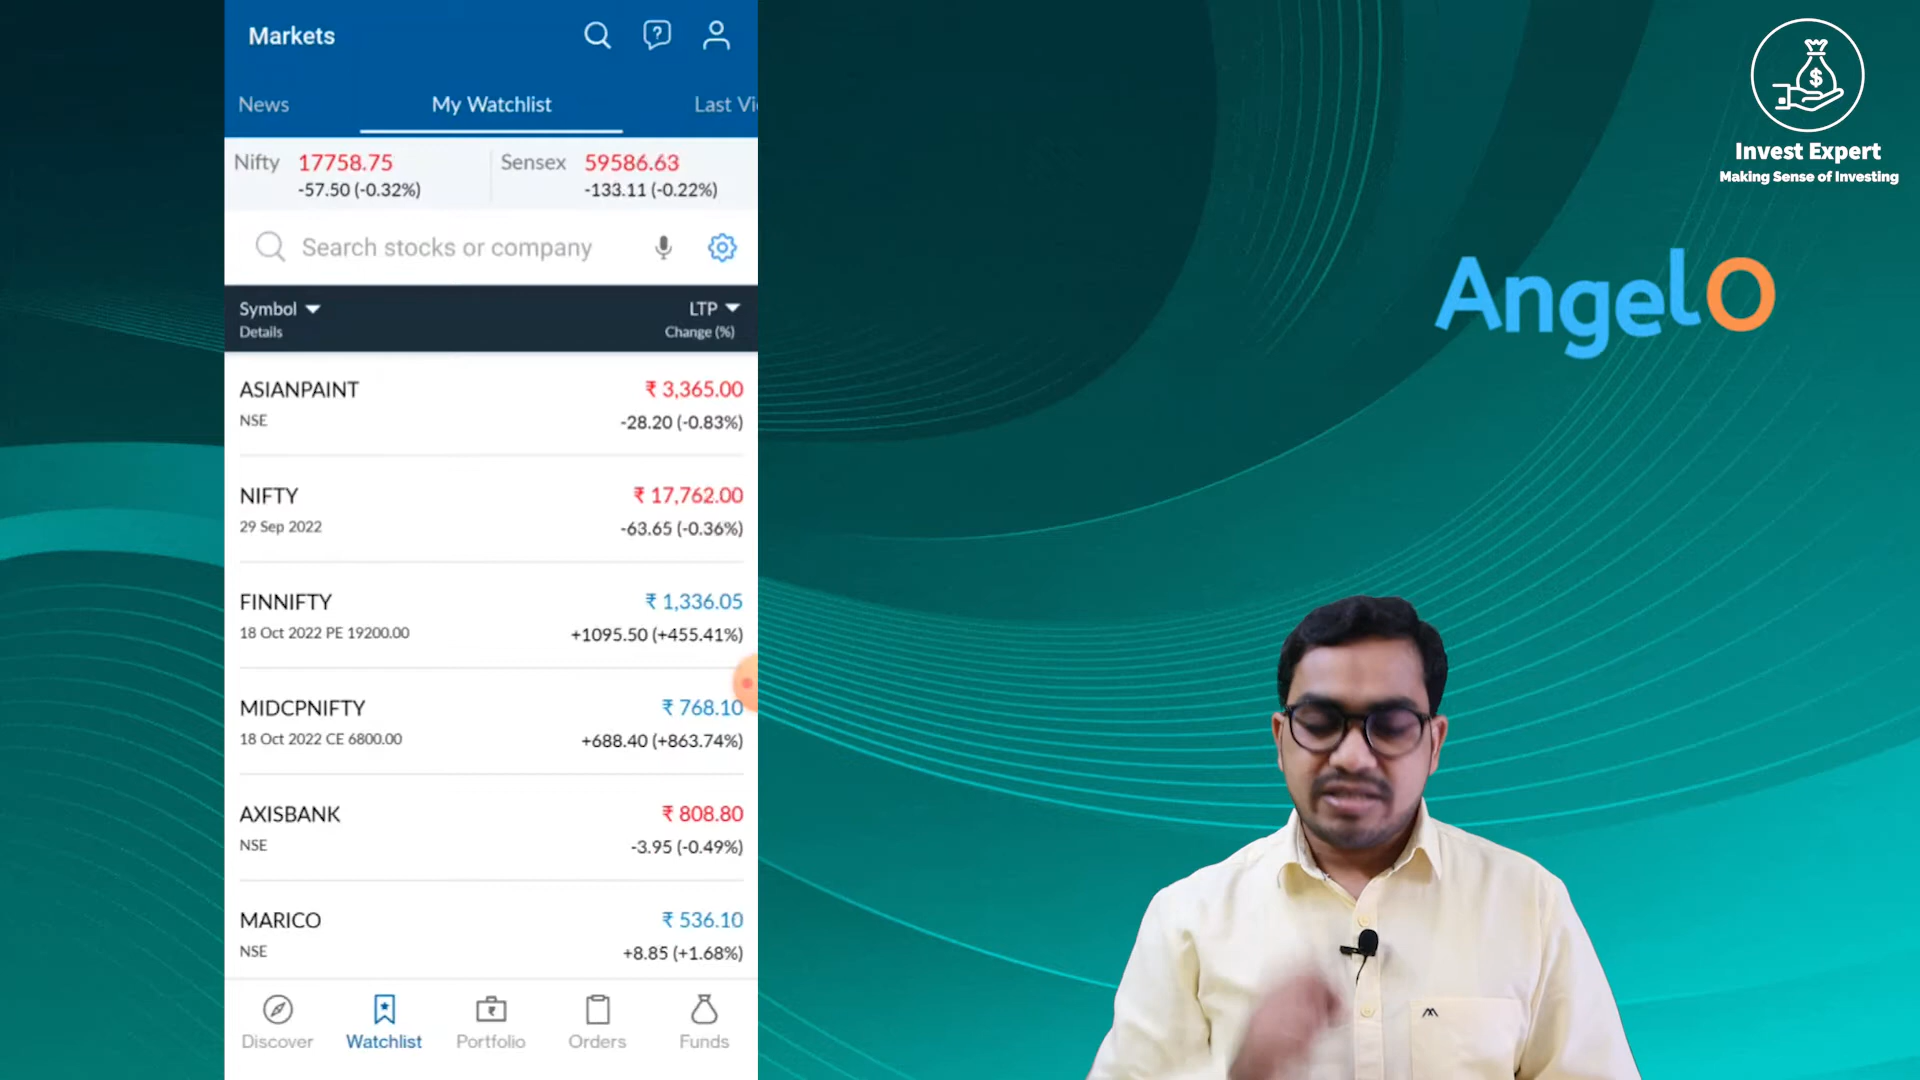 Markets
News
My Watchlist
Last Vi
Nifty 17758.75
-57.50 (-0.32%)
Sensex 59586.63
-133.11 (-0.22%)
Search stocks or company
Symbol
Details
LTP
Change (%)
ASIANPAINT ₹ 3,365.00
NSE -28.20 (-0.83%)
NIFTY ₹ 17,762.00
29 Sep 2022 -63.65 (-0.36%)
FINNIFTY ₹ 1,336.05
18 Oct 2022 PE 19200.00 +1095.50 (+455.41%)
MIDCPNIFTY ₹ 768.10
18 Oct 2022 CE 6800.00 +688.40 (+863.74%)
AXISBANK ₹ 808.80
NSE -3.95 (-0.49%)
MARICO ₹ 536.10
NSE +8.85 (+1.68%)
Discover
Watchlist
Portfolio
Orders
Funds
Invest Expert
Making Sense of Investing
AngelO